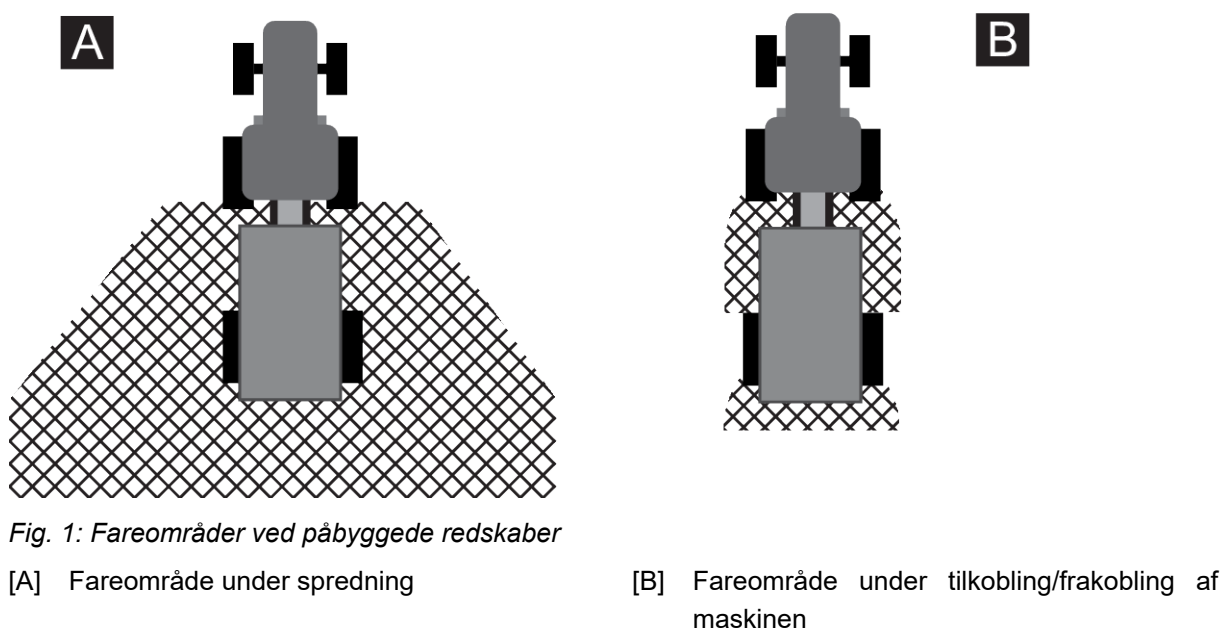 A
B
Fig. 1: Fareområder ved påbyggede redskaber
[A] Fareområde under spredning
[B] Fareområde under tilkobling/frakobling af
maskinen